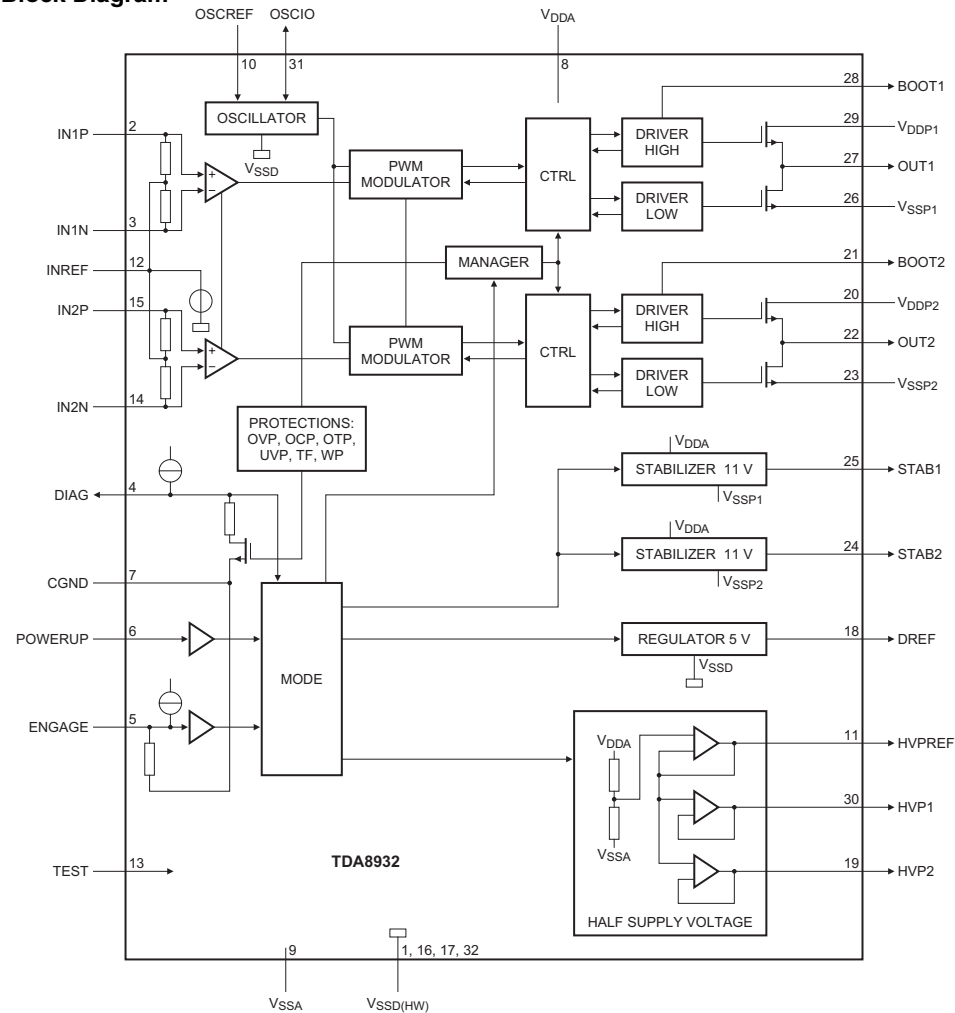 Block Diagram
OSCREF
OSCIO
VDDA
10
31
8
28
BOOT1
OSCILLATOR
VSSD
IN1P
2
29
VDDP1
DRIVER
HIGH
PWM
MODULATOR
CTRL
27
OUT1
+
−
DRIVER
LOW
26
VSSP1
IN1N
3
MANAGER
21
BOOT2
INREF
12
IN2P
15
20
VDDP2
DRIVER
HIGH
PWM
MODULATOR
CTRL
22
OUT2
+
−
DRIVER
LOW
23
VSSP2
IN2N
14
PROTECTIONS:
OVP, OCP, OTP,
UVP, TF, WP
VDDA
STABILIZER 11 V
VSSP1
25
STAB1
DIAG
4
VDDA
STABILIZER 11 V
VSSP2
24
STAB2
CGND
7
POWERUP
6
REGULATOR 5 V
VSSD
18
DREF
MODE
ENGAGE
5
VDDA
11
HVPREF
30
HVP1
VSSA
TEST
13
TDA8932
19
HVP2
HALF SUPPLY VOLTAGE
9
1, 16, 17, 32
VSSA
VSSD(HW)